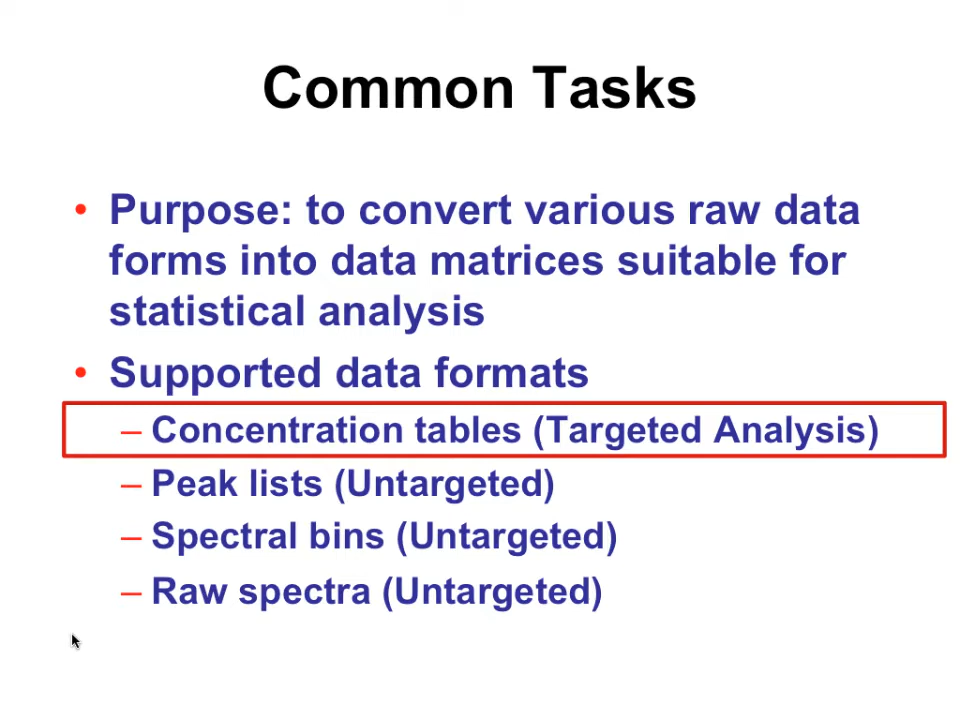 Common Tasks
• Purpose: to convert various raw data
forms into data matrices suitable for
statistical analysis
• Supported data formats
– Concentration tables (Targeted Analysis)
– Peak lists (Untargeted)
– Spectral bins (Untargeted)
– Raw spectra (Untargeted)